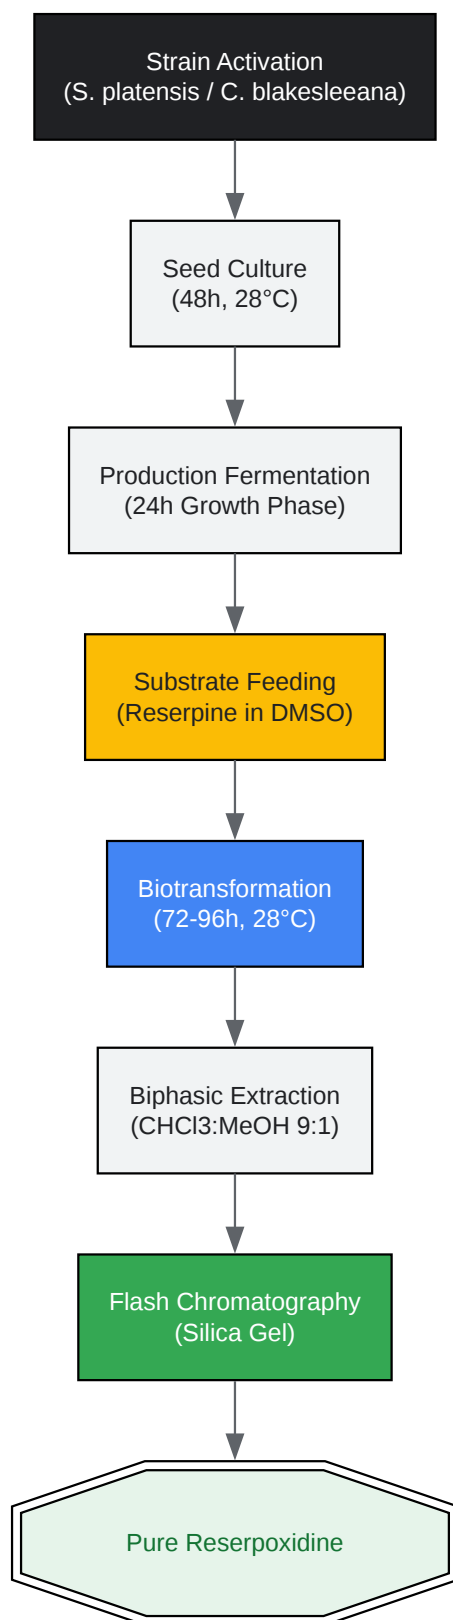 Strain Activation
(S. platensis / C. blakesleeana)
Seed Culture
(48h, 28°C)
Production Fermentation
(24h Growth Phase)
Substrate Feeding
(Reserpine in DMSO)
Biotransformation
(72-96h, 28°C)
Biphasic Extraction
(CHCl3:MeOH 9:1)
Flash Chromatography
(Silica Gel)
Pure Reserpoxidine